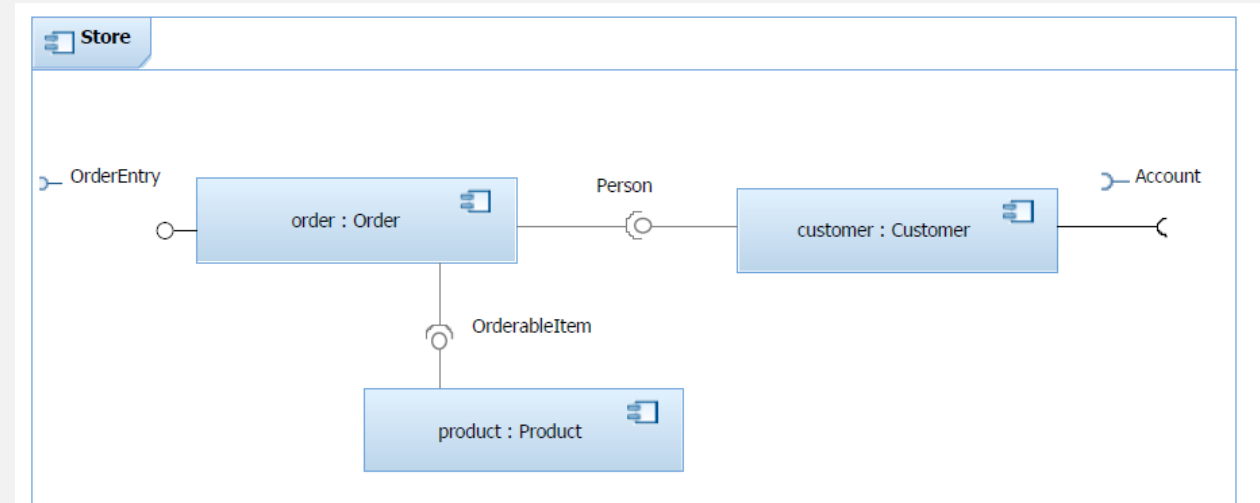 Store
OrderEntry
order : Order
Person
customer : Customer
Account
OrderableItem
product : Product